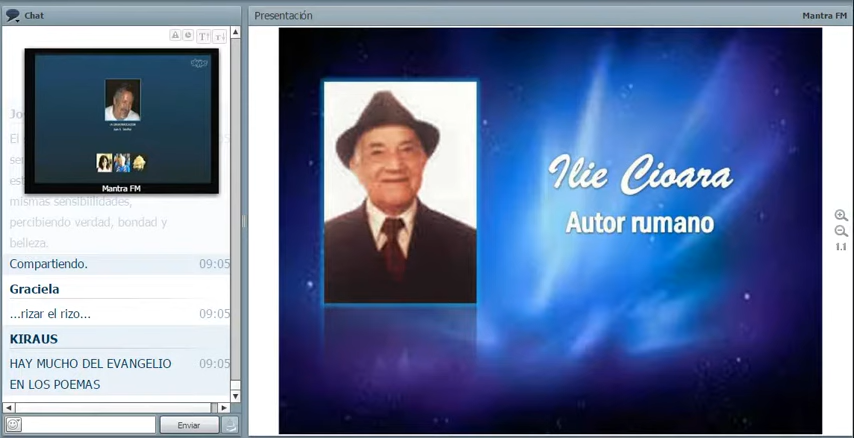 Chat
Presentación
Mantra FM
Mantra FM
mismas sensibilidades,
percibiendo verdad, bondad y
belleza.
Compartiendo. 09:05
Graciela
...rizar el rizo... 09:05
KIRAUS
HAY MUCHO DEL EVANGELIO 09:05
EN LOS POEMAS
Enviar
Ilie Cioara
Autor rumano
1.1